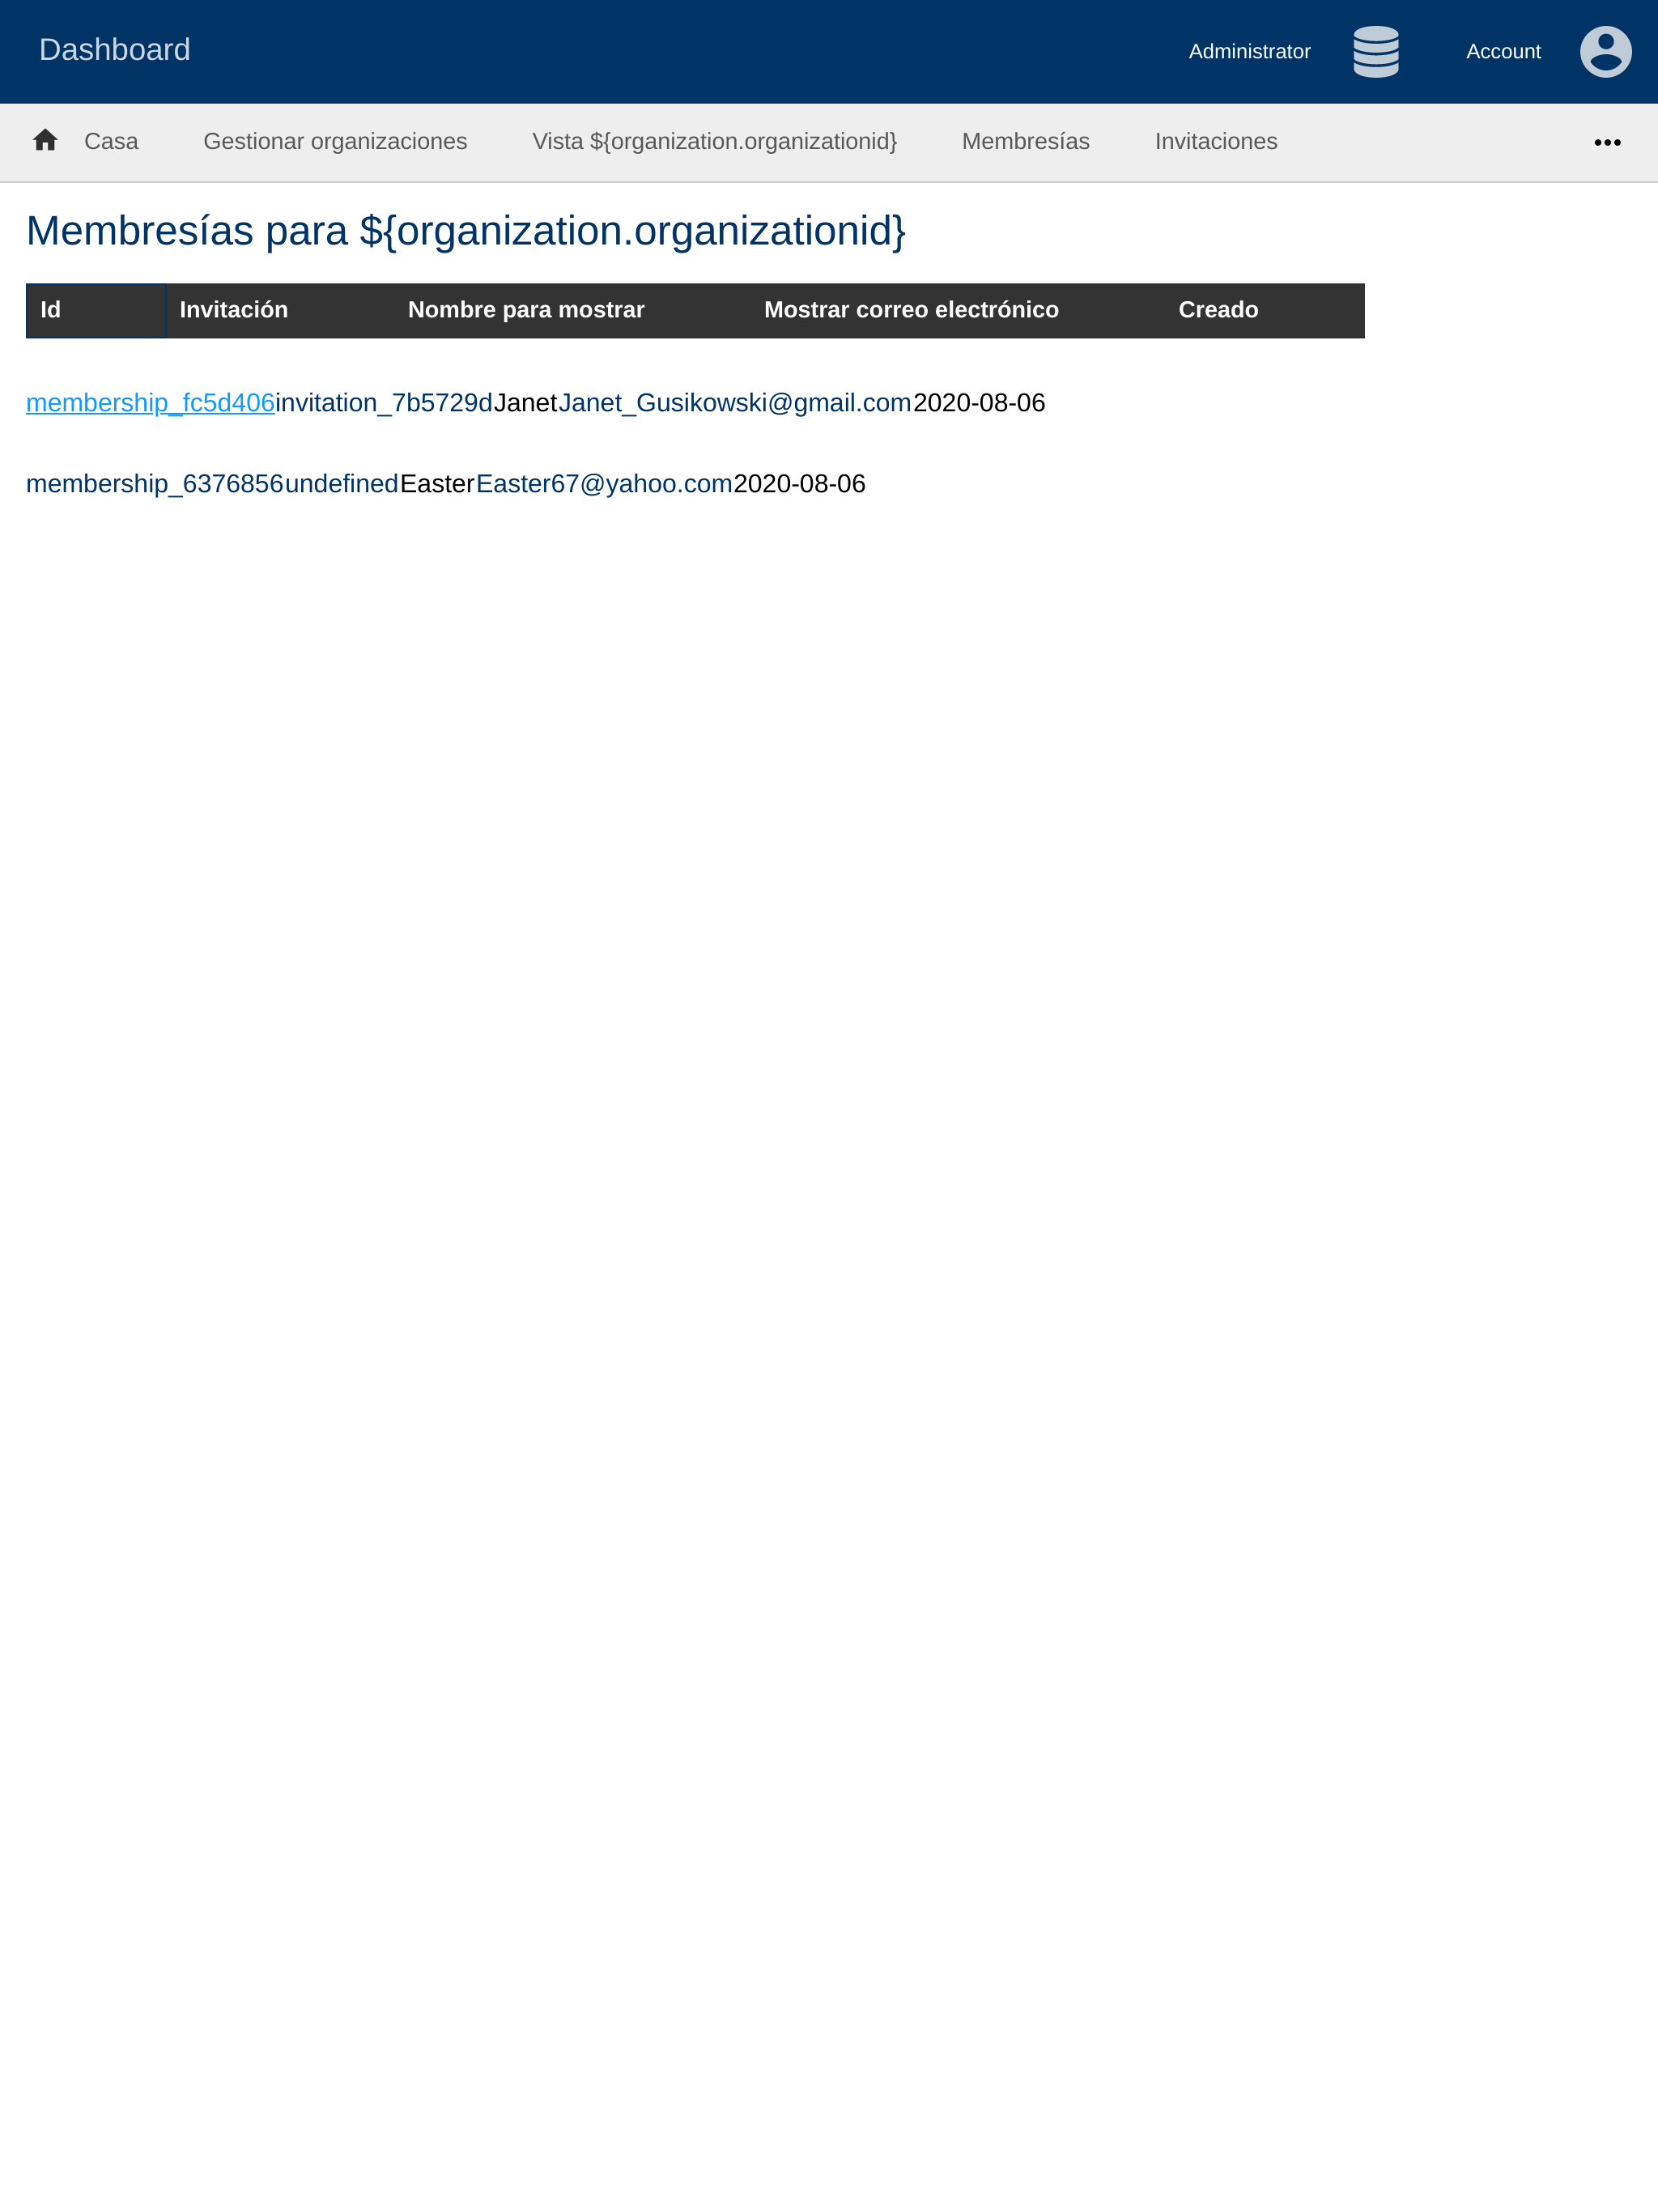 Dashboard Administrator Account
Casa Gestionar organizaciones Vista ${organization.organizationid} Membresías Invitaciones
Membresías para ${organization.organizationid}
Id Invitación Nombre para mostrar Mostrar correo electrónico Creado
membership_fc5d406invitation_7b5729dJanetJanet_Gusikowski@gmail.com2020-08-06
membership_6376856undefinedEasterEaster67@yahoo.com2020-08-06